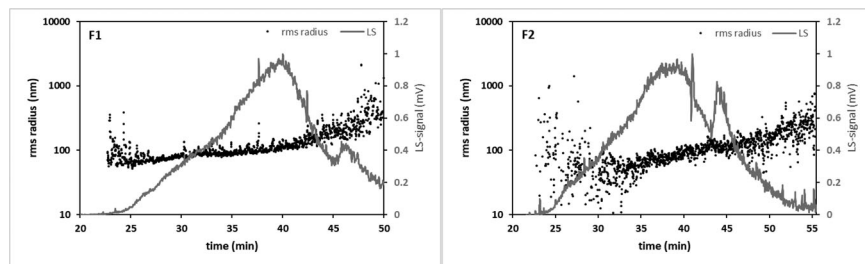 F1
rms radius LS
rms radius (nm)
10000
1000
100
10
LS-signal (mV)
1.2
1
0.8
0.6
0.4
0.2
0
20 25 30 35 40 45 50
time (min)
F2
rms radius LS
rms radius (nm)
10000
1000
100
10
LS-signal (mV)
1.2
1
0.8
0.6
0.4
0.2
0
20 25 30 35 40 45 50 55
time (min)